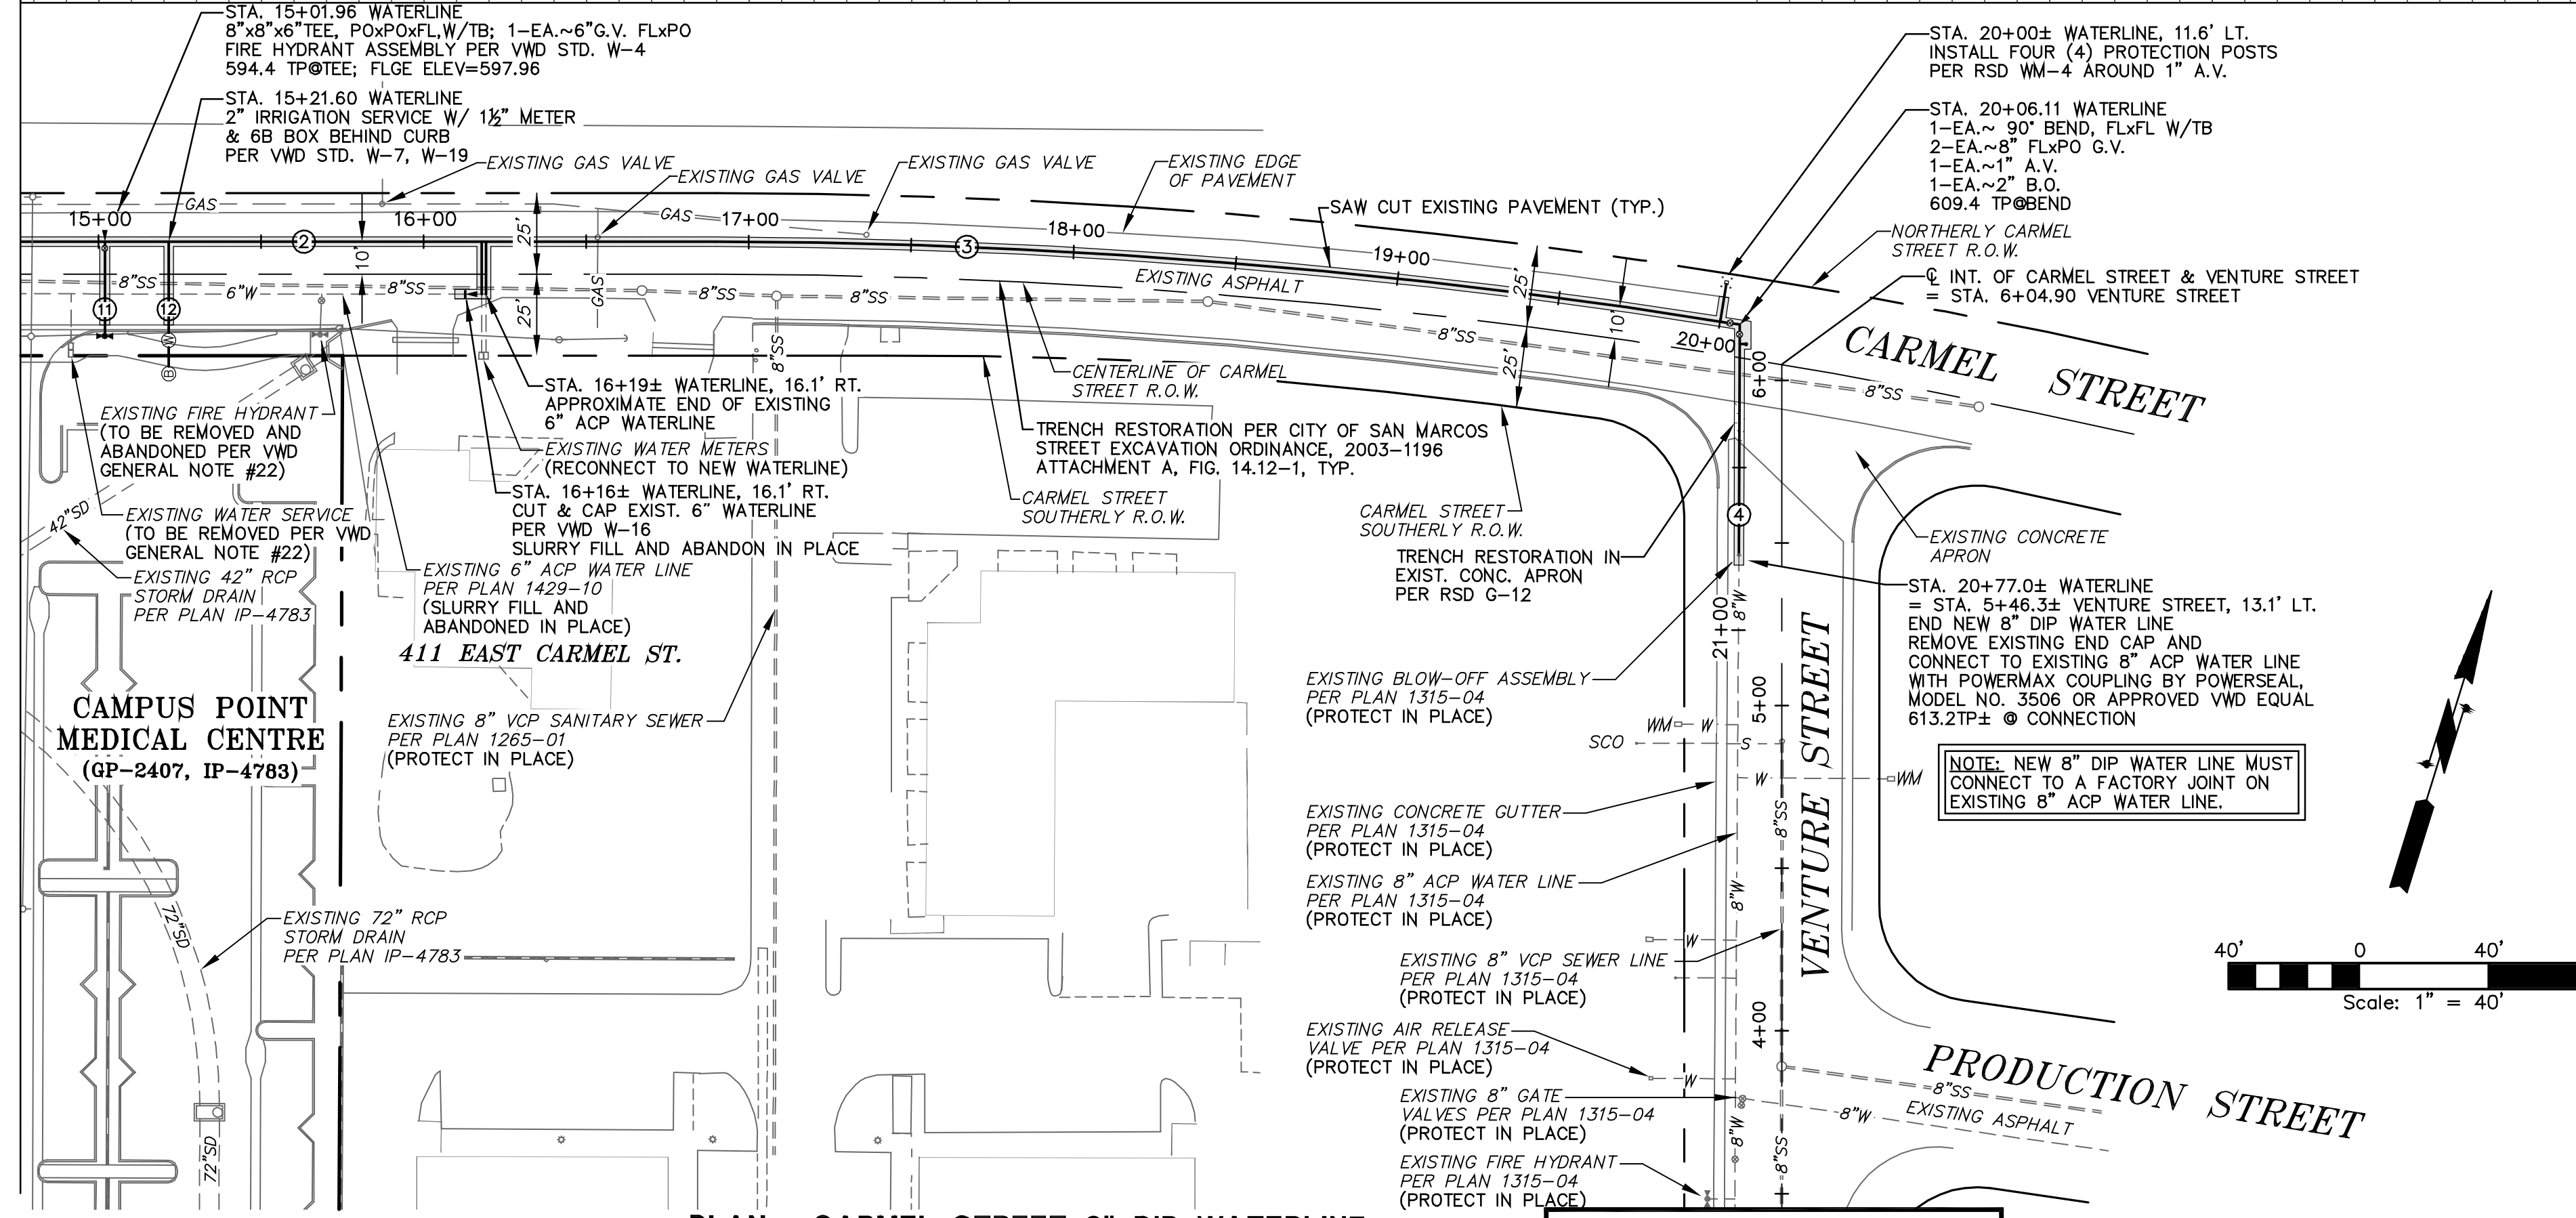 STA. 15+01.96 WATERLINE
8"x8"x6"TEE, POxPOxFL,W/TB; 1-EA.~6"G.V. FLxPO
FIRE HYDRANT ASSEMBLY PER VWD STD. W-4
594.4 TP@TEE; FLGE ELEV=597.96
STA. 15+21.60 WATERLINE
2" IRRIGATION SERVICE W/ 1½" METER
& 6B BOX BEHIND CURB
PER VWD STD. W-7, W-19
EXISTING GAS VALVE
EXISTING GAS VALVE
EXISTING GAS VALVE
EXISTING EDGE
OF PAVEMENT
SAW CUT EXISTING PAVEMENT (TYP.)
STA. 20+00± WATERLINE, 11.6' LT.
INSTALL FOUR (4) PROTECTION POSTS
PER RSD WM-4 AROUND 1" A.V.
STA. 20+06.11 WATERLINE
1-EA.~ 90° BEND, FLxFL W/TB
2-EA.~8" FLxPO G.V.
1-EA.~1" A.V.
1-EA.~2" B.O.
609.4 TP@BEND
NORTHERLY CARMEL
STREET R.O.W.
℄ INT. OF CARMEL STREET & VENTURE STREET
= STA. 6+04.90 VENTURE STREET
GAS
GAS
GAS
15+00
16+00
17+00
18+00
19+00
20+00
21+00
2
3
4
11
12
W
B
10'
25'
25'
25'
25'
10'
8"SS
6"W
8"SS
8"SS
8"SS
8"SS
8"SS
8"SS
EXISTING ASPHALT
CARMEL STREET
6+00
5+00
4+00
STA. 16+19± WATERLINE, 16.1' RT.
APPROXIMATE END OF EXISTING
6" ACP WATERLINE
EXISTING WATER METERS
(RECONNECT TO NEW WATERLINE)
STA. 16+16± WATERLINE, 16.1' RT.
CUT & CAP EXIST. 6" WATERLINE
PER VWD W-16
SLURRY FILL AND ABANDON IN PLACE
CENTERLINE OF CARMEL
STREET R.O.W.
TRENCH RESTORATION PER CITY OF SAN MARCOS
STREET EXCAVATION ORDINANCE, 2003-1196
ATTACHMENT A, FIG. 14.12-1, TYP.
CARMEL STREET
SOUTHERLY R.O.W.
CARMEL STREET
SOUTHERLY R.O.W.
TRENCH RESTORATION IN
EXIST. CONC. APRON
PER RSD G-12
EXISTING FIRE HYDRANT
(TO BE REMOVED AND
ABANDONED PER VWD
GENERAL NOTE #22)
42"SD
EXISTING WATER SERVICE
(TO BE REMOVED PER VWD
GENERAL NOTE #22)
EXISTING 42" RCP
STORM DRAIN
PER PLAN IP-4783
EXISTING 6" ACP WATER LINE
PER PLAN 1429-10
(SLURRY FILL AND
ABANDONED IN PLACE)
411 EAST CARMEL ST.
CAMPUS POINT
MEDICAL CENTRE
(GP-2407, IP-4783)
EXISTING 8" VCP SANITARY SEWER
PER PLAN 1265-01
(PROTECT IN PLACE)
EXISTING 72" RCP
STORM DRAIN
PER PLAN IP-4783
72"SD
72"SD
EXISTING CONCRETE
APRON
STA. 20+77.0± WATERLINE
= STA. 5+46.3± VENTURE STREET, 13.1' LT.
END NEW 8" DIP WATER LINE
REMOVE EXISTING END CAP AND
CONNECT TO EXISTING 8" ACP WATER LINE
WITH POWERMAX COUPLING BY POWERSEAL,
MODEL NO. 3506 OR APPROVED VWD EQUAL
613.2TP± @ CONNECTION
NOTE: NEW 8" DIP WATER LINE MUST
CONNECT TO A FACTORY JOINT ON
EXISTING 8" ACP WATER LINE.
EXISTING BLOW-OFF ASSEMBLY
PER PLAN 1315-04
(PROTECT IN PLACE)
WM
W
SCO
S
W
WM
EXISTING CONCRETE GUTTER
PER PLAN 1315-04
(PROTECT IN PLACE)
EXISTING 8" ACP WATER LINE
PER PLAN 1315-04
(PROTECT IN PLACE)
W
EXISTING 8" VCP SEWER LINE
PER PLAN 1315-04
(PROTECT IN PLACE)
EXISTING AIR RELEASE
VALVE PER PLAN 1315-04
(PROTECT IN PLACE)
W
EXISTING 8" GATE
VALVES PER PLAN 1315-04
(PROTECT IN PLACE)
EXISTING FIRE HYDRANT
PER PLAN 1315-04
(PROTECT IN PLACE)
8"W
8"W
8"W
8"SS
8"SS
VENTURE STREET
PRODUCTION STREET
8"SS
8"W
EXISTING ASPHALT
40'
0
40'
Scale: 1" = 40'
PLAN - CARMEL STREET 8" DIP WATERLINE